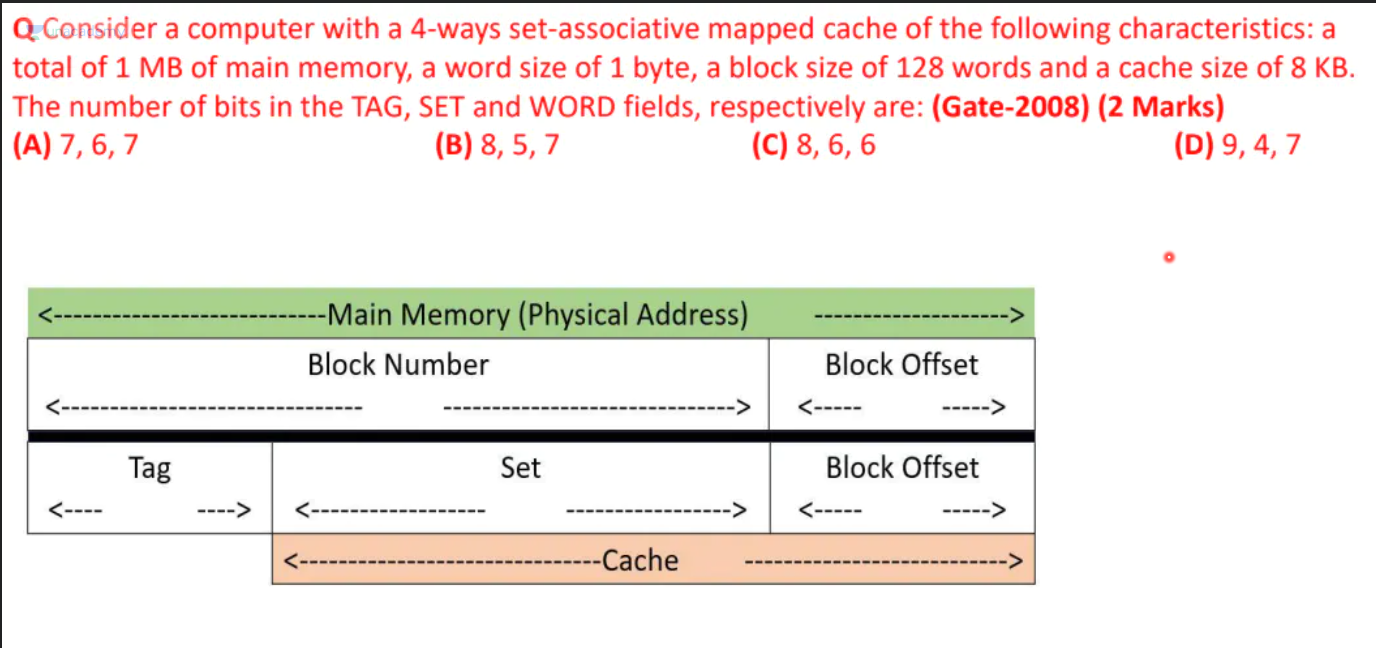 Q Consider a computer with a 4-ways set-associative mapped cache of the following characteristics: a
total of 1 MB of main memory, a word size of 1 byte, a block size of 128 words and a cache size of 8 KB.
The number of bits in the TAG, SET and WORD fields, respectively are: (Gate-2008) (2 Marks)
(A) 7, 6, 7 (B) 8, 5, 7 (C) 8, 6, 6 (D) 9, 4, 7
<----------------------------Main Memory (Physical Address) -------------------->
Block Number Block Offset
<------------------------------- ------------------------------> <----- ----->
Tag Set Block Offset
<---- ----> <------------------ -----------------> <----- ----->
<-------------------------------Cache --------------------------->